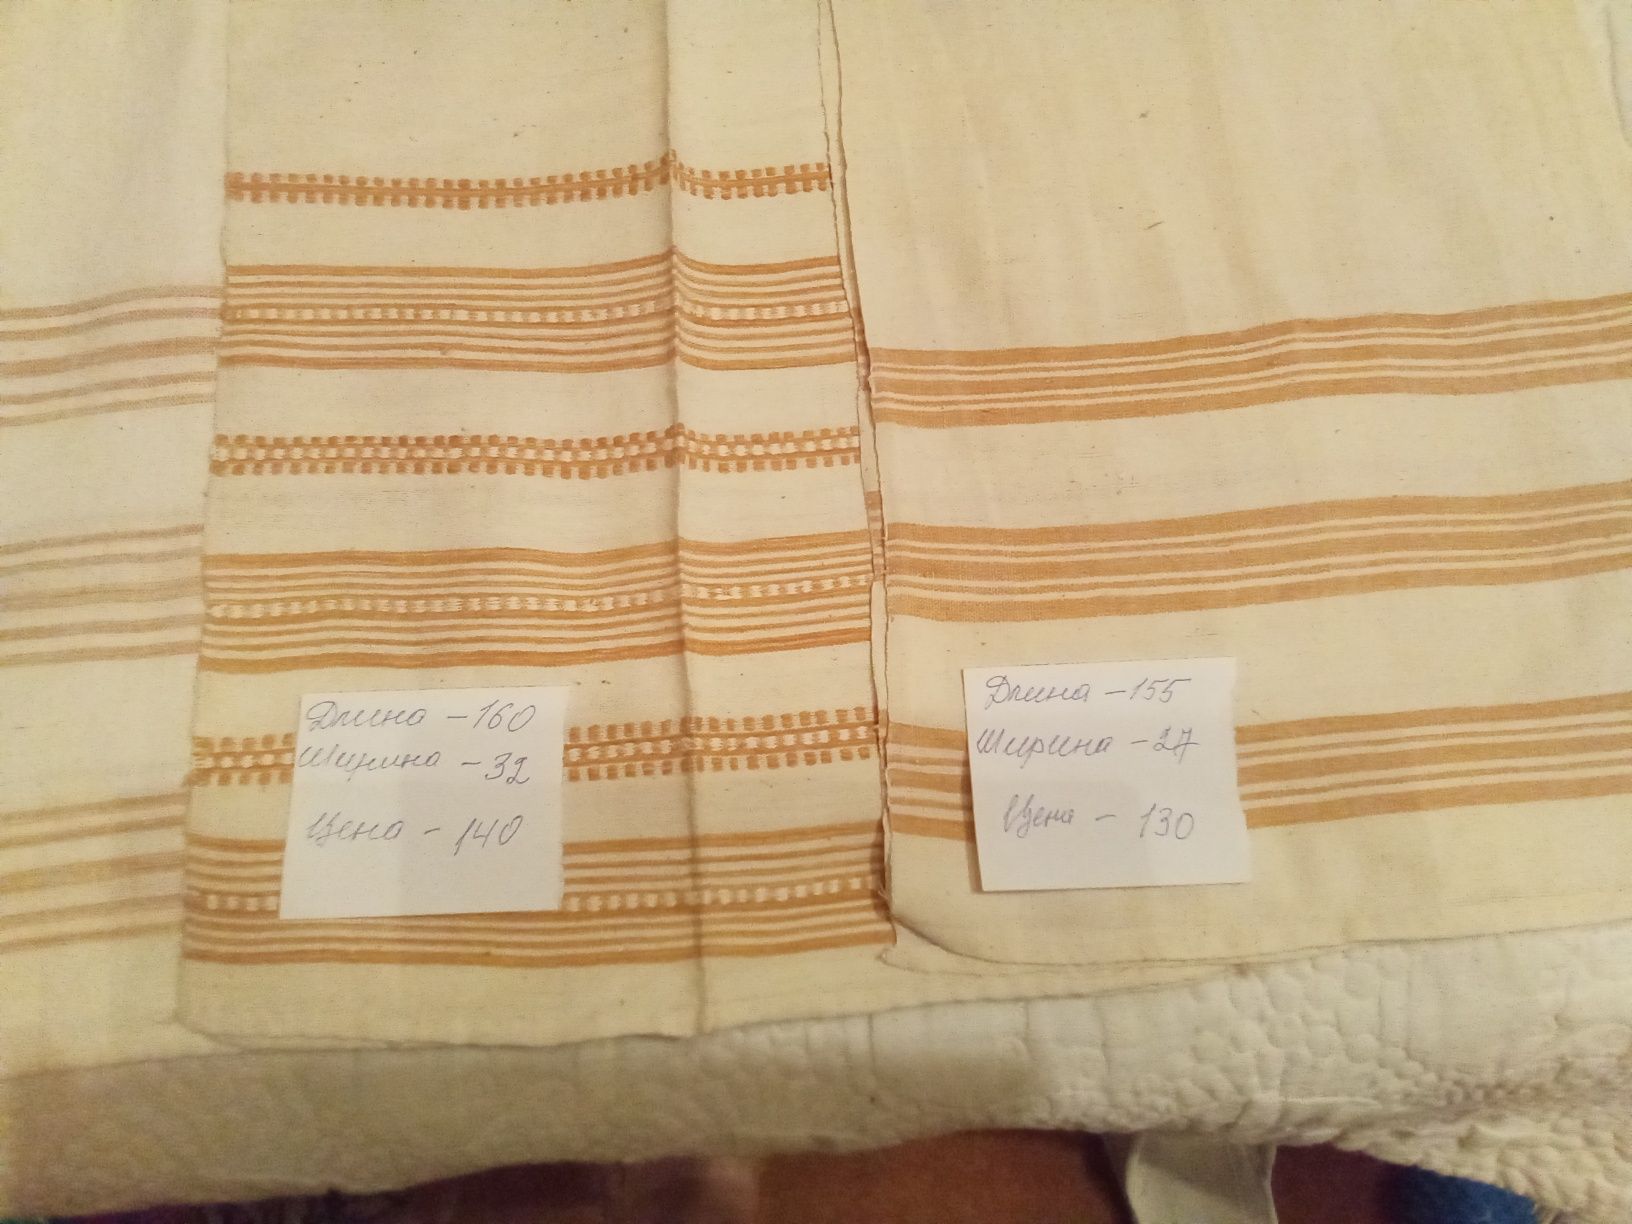 Длина – 160
Ширина – 32
Цена – 140
Длина – 155
Ширина – 27
Цена – 130